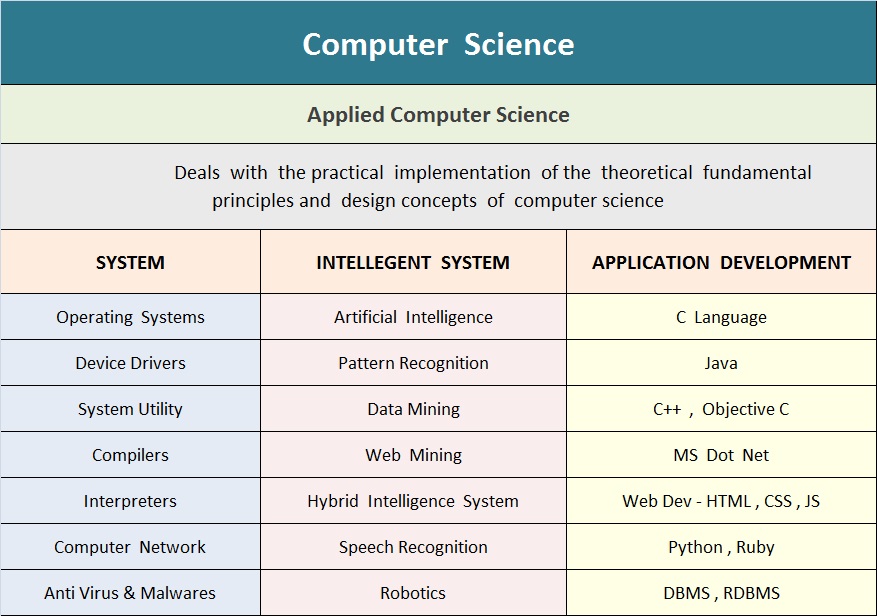 Computer Science
Applied Computer Science
Deals with the practical implementation of the theoretical fundamental
principles and design concepts of computer science
SYSTEM INTELLEGENT SYSTEM APPLICATION DEVELOPMENT
Operating Systems Artificial Intelligence C Language
Device Drivers Pattern Recognition Java
System Utility Data Mining C++ , Objective C
Compilers Web Mining MS Dot Net
Interpreters Hybrid Intelligence System Web Dev - HTML , CSS , JS
Computer Network Speech Recognition Python , Ruby
Anti Virus & Malwares Robotics DBMS , RDBMS